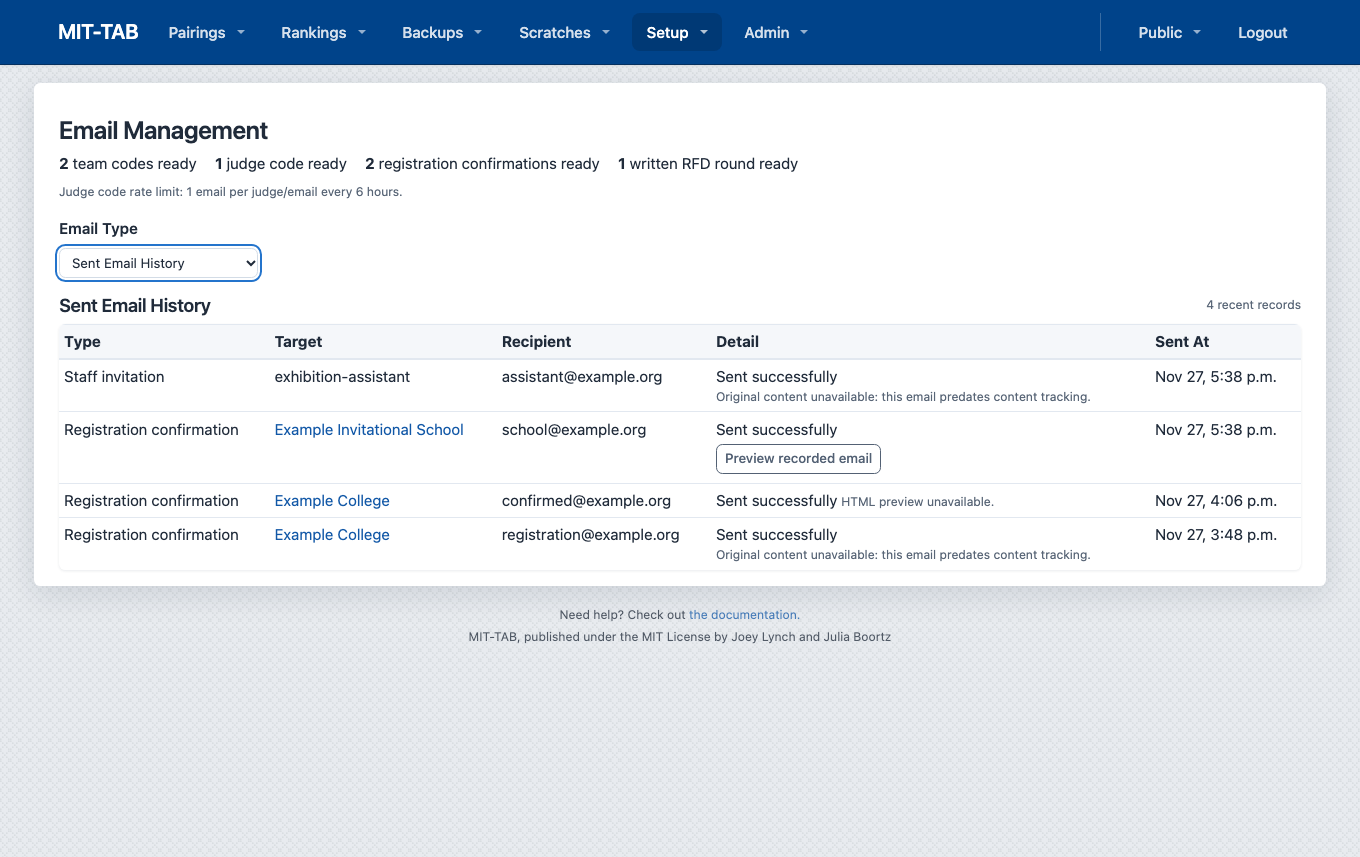 MIT-TAB Pairings Rankings Backups Scratches Setup Admin Public Logout
Email Management
2 team codes ready 1 judge code ready 2 registration confirmations ready 1 written RFD round ready
Judge code rate limit: 1 email per judge/email every 6 hours.
Email Type
Sent Email History
Sent Email History 4 recent records
Type Target Recipient Detail Sent At
Staff invitation exhibition-assistant assistant@example.org Sent successfully Nov 27, 5:38 p.m.
Original content unavailable: this email predates content tracking.
Registration confirmation Example Invitational School school@example.org Sent successfully Nov 27, 5:38 p.m.
Preview recorded email
Registration confirmation Example College confirmed@example.org Sent successfully HTML preview unavailable. Nov 27, 4:06 p.m.
Registration confirmation Example College registration@example.org Sent successfully Nov 27, 3:48 p.m.
Original content unavailable: this email predates content tracking.
Need help? Check out the documentation.
MIT-TAB, published under the MIT License by Joey Lynch and Julia Boortz